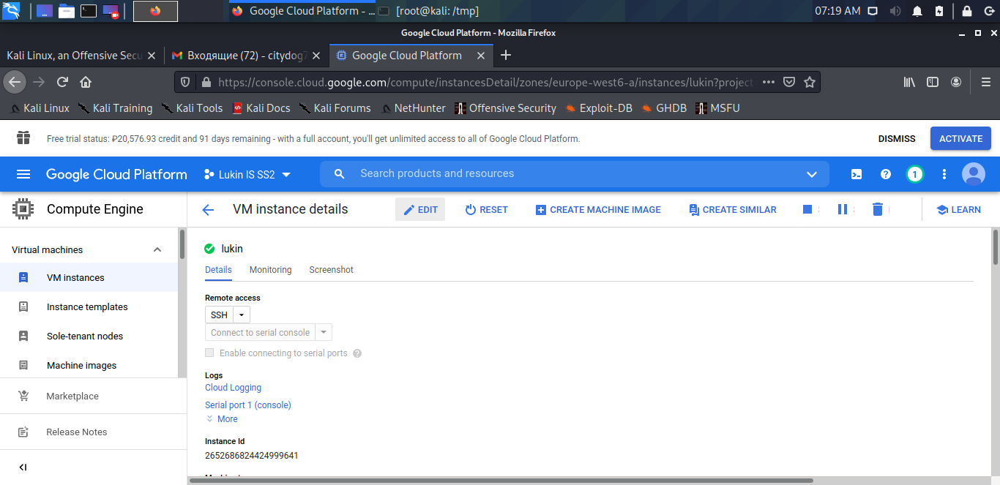 Google Cloud Platform - ...
[root@kali: /tmp]
07:19 AM
Google Cloud Platform - Mozilla Firefox
Kali Linux, an Offensive Secu
Входящие (72) - citydog7
Google Cloud Platform
https://console.cloud.google.com/compute/instancesDetail/zones/europe-west6-a/instances/lukin?project
Kali Linux
Kali Training
Kali Tools
Kali Docs
Kali Forums
NetHunter
Offensive Security
Exploit-DB
GHDB
MSFU
Free trial status: ₽20,576.93 credit and 91 days remaining - with a full account, you'll get unlimited access to all of Google Cloud Platform.
DISMISS
ACTIVATE
Google Cloud Platform
Lukin IS SS2
Search products and resources
1
Compute Engine
VM instance details
EDIT
RESET
CREATE MACHINE IMAGE
CREATE SIMILAR
LEARN
Virtual machines
VM instances
Instance templates
Sole-tenant nodes
Machine images
Marketplace
Release Notes
lukin
Details
Monitoring
Screenshot
Remote access
SSH
Connect to serial console
Enable connecting to serial ports
Logs
Cloud Logging
Serial port 1 (console)
More
Instance Id
2652686824424999641